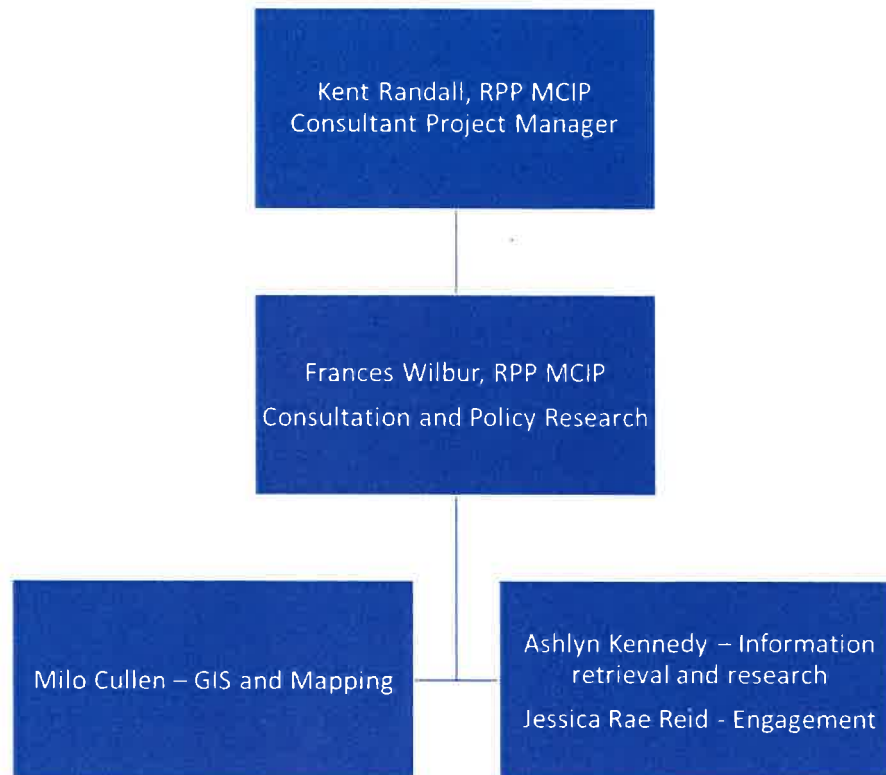 Kent Randall, RPP MCIP
Consultant Project Manager
Frances Wilbur, RPP MCIP
Consultation and Policy Research
Milo Cullen – GIS and Mapping
Ashlyn Kennedy – Information
retrieval and research
Jessica Rae Reid - Engagement